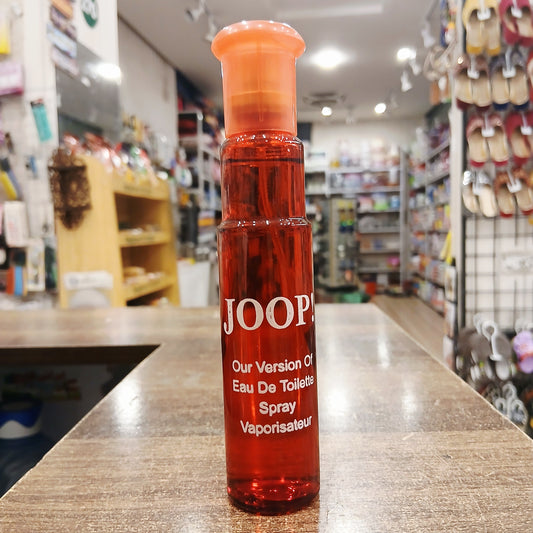 JOOP!
Our Version Of
Eau De Toilette
Spray
Vaporisateur